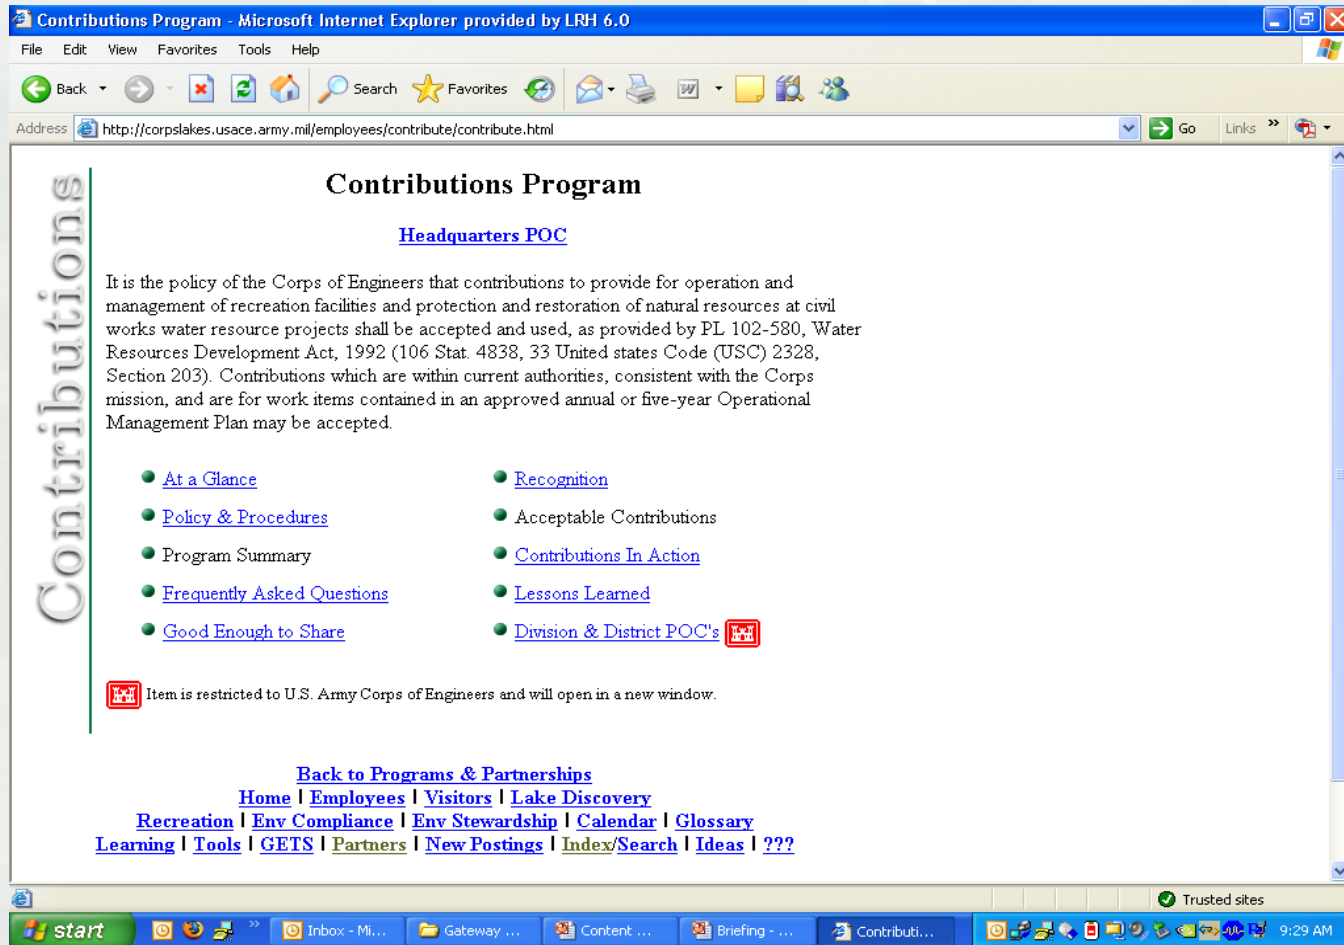 Contributions Program - Microsoft Internet Explorer provided by LRH 6.0
File Edit View Favorites Tools Help
Back Search Favorites
Address http://corpslakes.usace.army.mil/employees/contribute/contribute.html Go Links »
Contributions
Contributions Program
Headquarters POC
It is the policy of the Corps of Engineers that contributions to provide for operation and
management of recreation facilities and protection and restoration of natural resources at civil
works water resource projects shall be accepted and used, as provided by PL 102-580, Water
Resources Development Act, 1992 (106 Stat. 4838, 33 United states Code (USC) 2328,
Section 203). Contributions which are within current authorities, consistent with the Corps
mission, and are for work items contained in an approved annual or five-year Operational
Management Plan may be accepted.
At a Glance
Policy & Procedures
Program Summary
Frequently Asked Questions
Good Enough to Share
Recognition
Acceptable Contributions
Contributions In Action
Lessons Learned
Division & District POC's
Item is restricted to U.S. Army Corps of Engineers and will open in a new window.
Back to Programs & Partnerships
Home | Employees | Visitors | Lake Discovery
Recreation | Env Compliance | Env Stewardship | Calendar | Glossary
Learning | Tools | GETS | Partners | New Postings | Index/Search | Ideas | ???
Trusted sites
start » Inbox - Mi... Gateway ... Content ... Briefing - ... Contributi... 9:29 AM